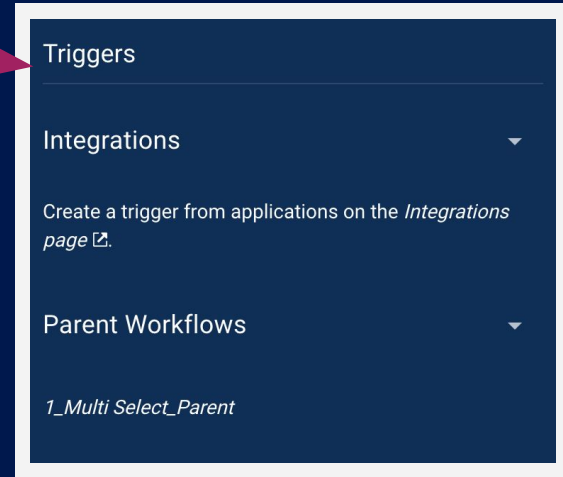 Triggers
Integrations
Create a trigger from applications on the Integrations
page.
Parent Workflows
1_Multi Select_Parent